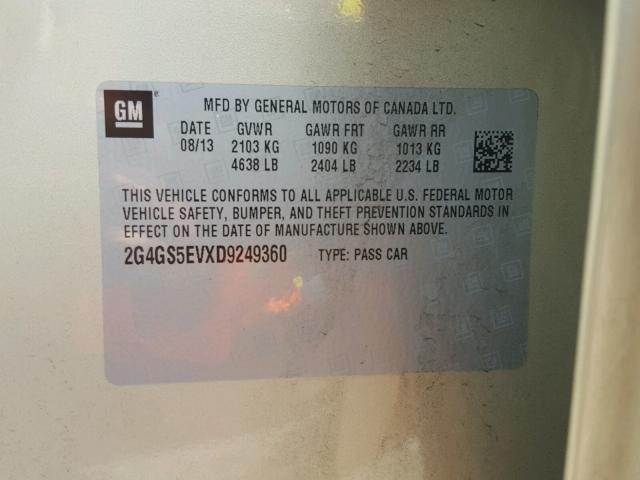 GM
MFD BY GENERAL MOTORS OF CANADA LTD.
DATE GVWR GAWR FRT GAWR RR
08/13 2103 KG 1090 KG 1013 KG
4638 LB 2404 LB 2234 LB
THIS VEHICLE CONFORMS TO ALL APPLICABLE U.S. FEDERAL MOTOR
VEHICLE SAFETY, BUMPER, AND THEFT PREVENTION STANDARDS IN
EFFECT ON THE DATE OF MANUFACTURE SHOWN ABOVE.
2G4GS5EVXD9249360 TYPE: PASS CAR